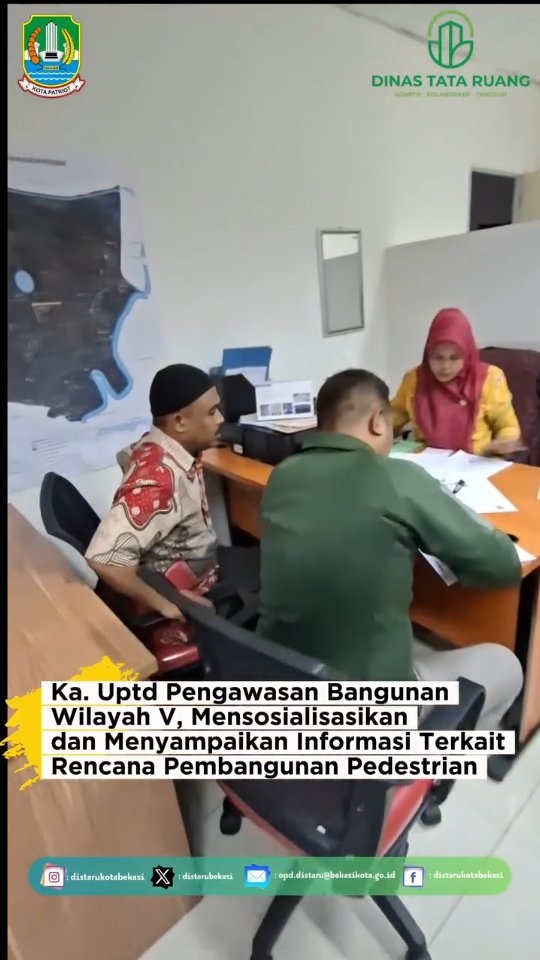 KOTA PATRIOT
DINAS TATA RUANG
ADAPTIF - KOLABORATIF - TANGGUH
Ka. Uptd Pengawasan Bangunan
Wilayah V, Mensosialisasikan
dan Menyampaikan Informasi Terkait
Rencana Pembangunan Pedestrian
: distarukotabekasi
: distarubekasi
: opd.distaru@bekasikota.go.id
: distarukotabekasi